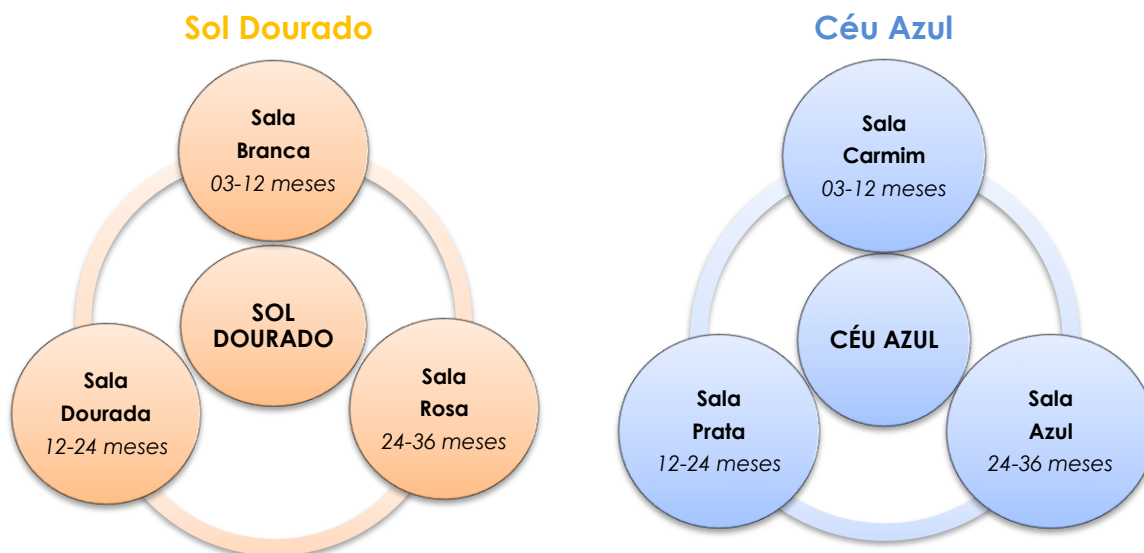 Sol Dourado
Sala
Branca
03-12 meses
SOL
DOURADO
Sala
Dourada
12-24 meses
Sala
Rosa
24-36 meses
Céu Azul
Sala
Carmim
03-12 meses
CÉU AZUL
Sala
Prata
12-24 meses
Sala
Azul
24-36 meses